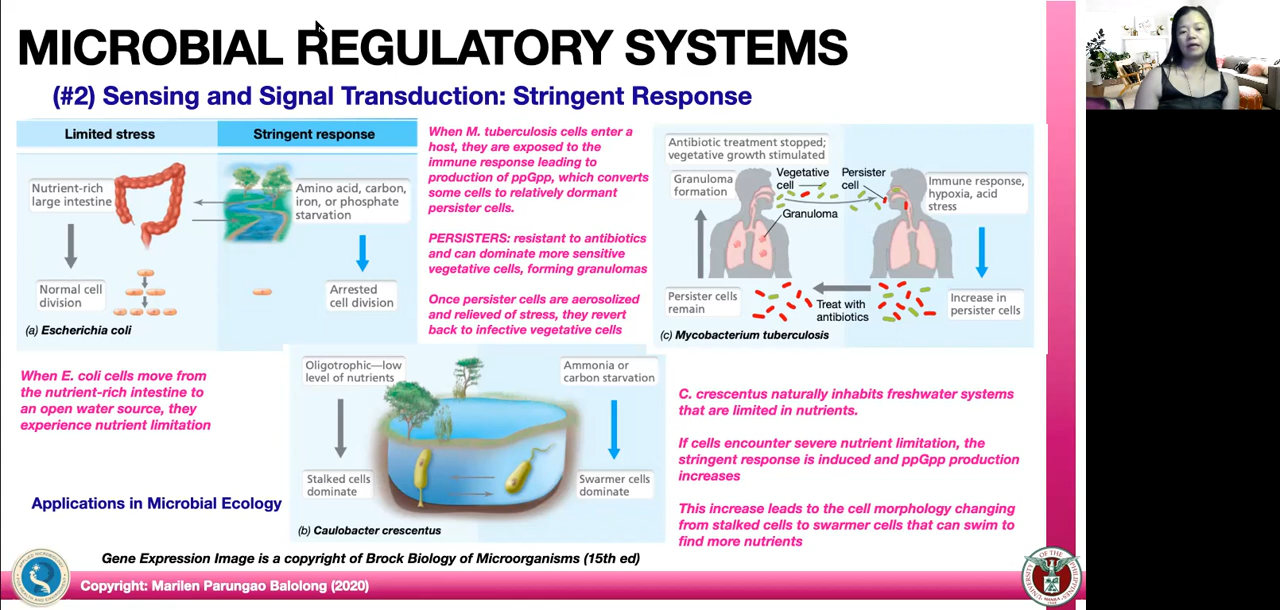 MICROBIAL REGULATORY SYSTEMS
(#2) Sensing and Signal Transduction: Stringent Response
Limited stress
Stringent response
Nutrient-rich
large intestine
Amino acid, carbon,
iron, or phosphate
starvation
Normal cell
division
Arrested
cell division
(a) Escherichia coli
When M. tuberculosis cells enter a
host, they are exposed to the
immune response leading to
production of ppGpp, which converts
some cells to relatively dormant
persister cells.
PERSISTERS: resistant to antibiotics
and can dominate more sensitive
vegetative cells, forming granulomas
Once persister cells are aerosolized
and relieved of stress, they revert
back to infective vegetative cells
Antibiotic treatment stopped;
vegetative growth stimulated
Granuloma
formation
Vegetative
cell
Persister
cell
Granuloma
Immune response,
hypoxia, acid
stress
Persister cells
remain
Treat with
antibiotics
Increase in
persister cells
(c) Mycobacterium tuberculosis
When E. coli cells move from
the nutrient-rich intestine to
an open water source, they
experience nutrient limitation
Oligotrophic—low
level of nutrients
Ammonia or
carbon starvation
Stalked cells
dominate
Swarmer cells
dominate
(b) Caulobacter crescentus
C. crescentus naturally inhabits freshwater systems
that are limited in nutrients.
If cells encounter severe nutrient limitation, the
stringent response is induced and ppGpp production
increases
This increase leads to the cell morphology changing
from stalked cells to swarmer cells that can swim to
find more nutrients
Applications in Microbial Ecology
Gene Expression Image is a copyright of Brock Biology of Microorganisms (15th ed)
Copyright: Marilen Parungao Balolong (2020)